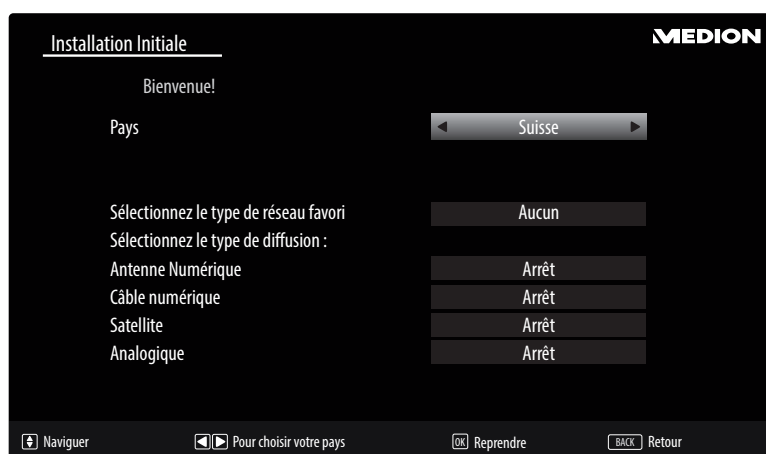 Installation Initiale
MEDION
Bienvenue!
Pays Suisse
Sélectionnez le type de réseau favori Aucun
Sélectionnez le type de diffusion :
Antenne Numérique Arrêt
Câble numérique Arrêt
Satellite Arrêt
Analogique Arrêt
Naviguer Pour choisir votre pays OK Reprendre BACK Retour